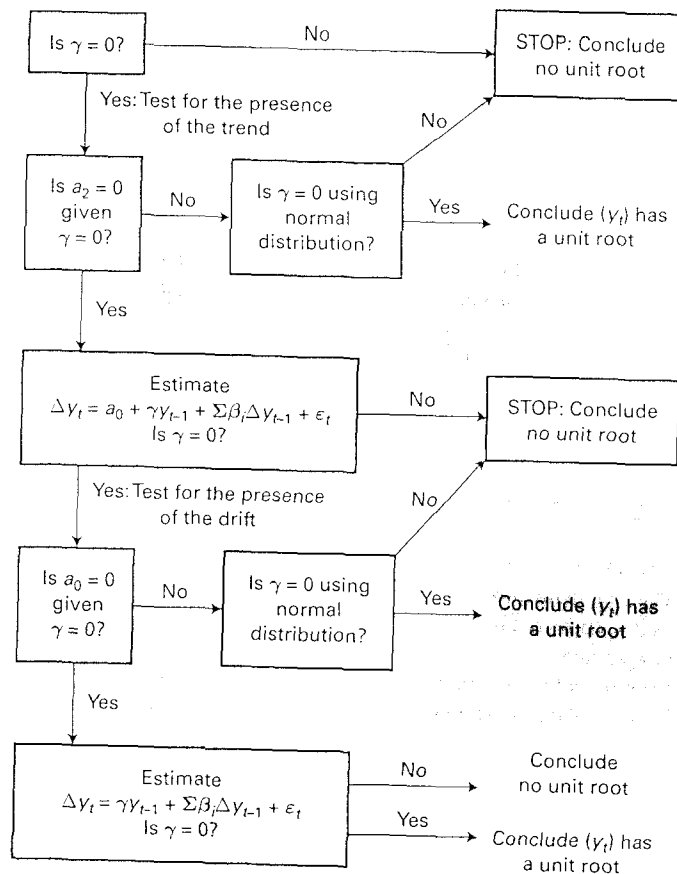 Is γ = 0?
No
STOP: Conclude
no unit root
Yes: Test for the presence
of the trend
No
Is a₂ = 0
given
γ = 0?
No
Is γ = 0 using
normal
distribution?
Yes
Conclude (yₜ) has
a unit root
Yes
Estimate
Δyₜ = a₀ + γyₜ₋₁ + ΣβᵢΔyₜ₋₁ + εₜ
Is γ = 0?
No
STOP: Conclude
no unit root
Yes: Test for the presence
of the drift
No
Is a₀ = 0
given
γ = 0?
No
Is γ = 0 using
normal
distribution?
Yes
Conclude (yₜ) has
a unit root
Yes
Estimate
Δyₜ = γyₜ₋₁ + ΣβᵢΔyₜ₋₁ + εₜ
Is γ = 0?
No
Conclude
no unit root
Yes
Conclude (yₜ) has
a unit root